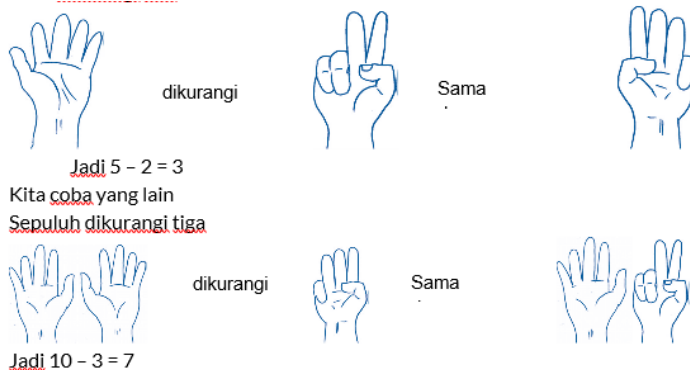 dikurangi Sama
Jadi 5 – 2 = 3
Kita coba yang lain
Sepuluh dikurangi tiga
dikurangi Sama
Jadi 10 – 3 = 7